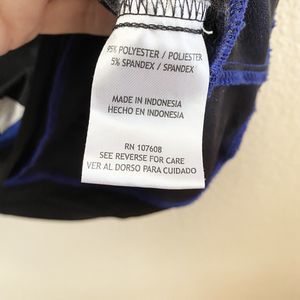 95% POLYESTER / POLIESTER
5% SPANDEX / SPANDEX
MADE IN INDONESIA
HECHO EN INDONESIA
RN 107608
SEE REVERSE FOR CARE
VER AL DORSO PARA CUIDADO